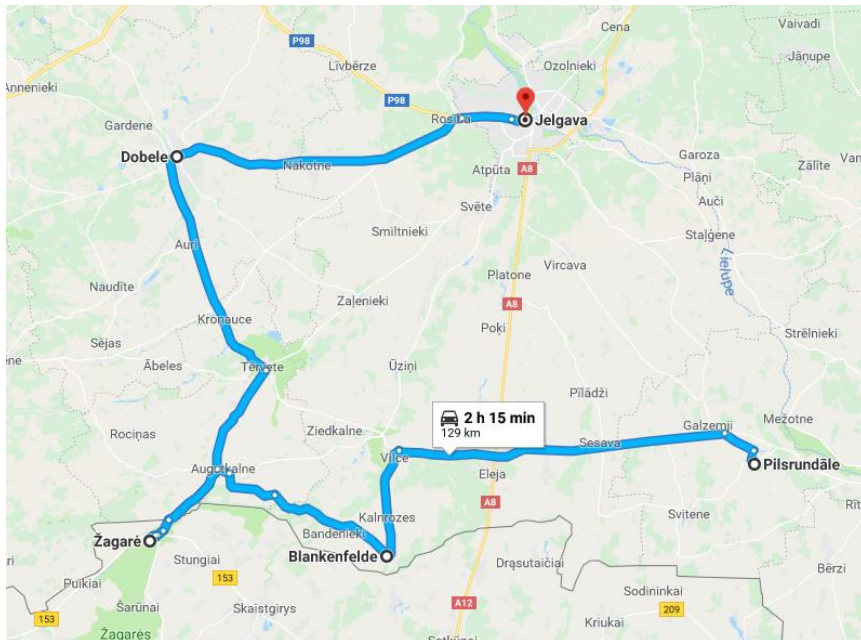 Cena
Vaivadi
P98
Līvbērze
Ozolnieki
Jāņupe
Annenieki
P98
Gardene
Jelgava
Dobele
Nākotne
Atpūta
A8
Garoza
Zālīte
Plāņi
Svēte
Auči
Auri
Smiltnieki
Staļģene
Vircava
Platone
Lielupe
Naudīte
Zaļenieki
A8
Kronauce
Poķi
Strēlnieki
Sējas
Ābeles
Tērvete
Ūziņi
Pīlādži
2 h 15 min
129 km
Mežotne
Rociņas
Ziedkalne
Galzemji
Sesava
Vilce
Augstkalne
Eleja
Pilsrundāle
A8
Kalnrozes
Svitene
Rīt
Žagarė
Bandenieki
Stungiai
Blankenfelde
Drąsutaičiai
Bērzi
Puikiai
153
Šarūnai
A12
Sodininkai
153
Skaistgirys
209
Kriukai
Žagarės